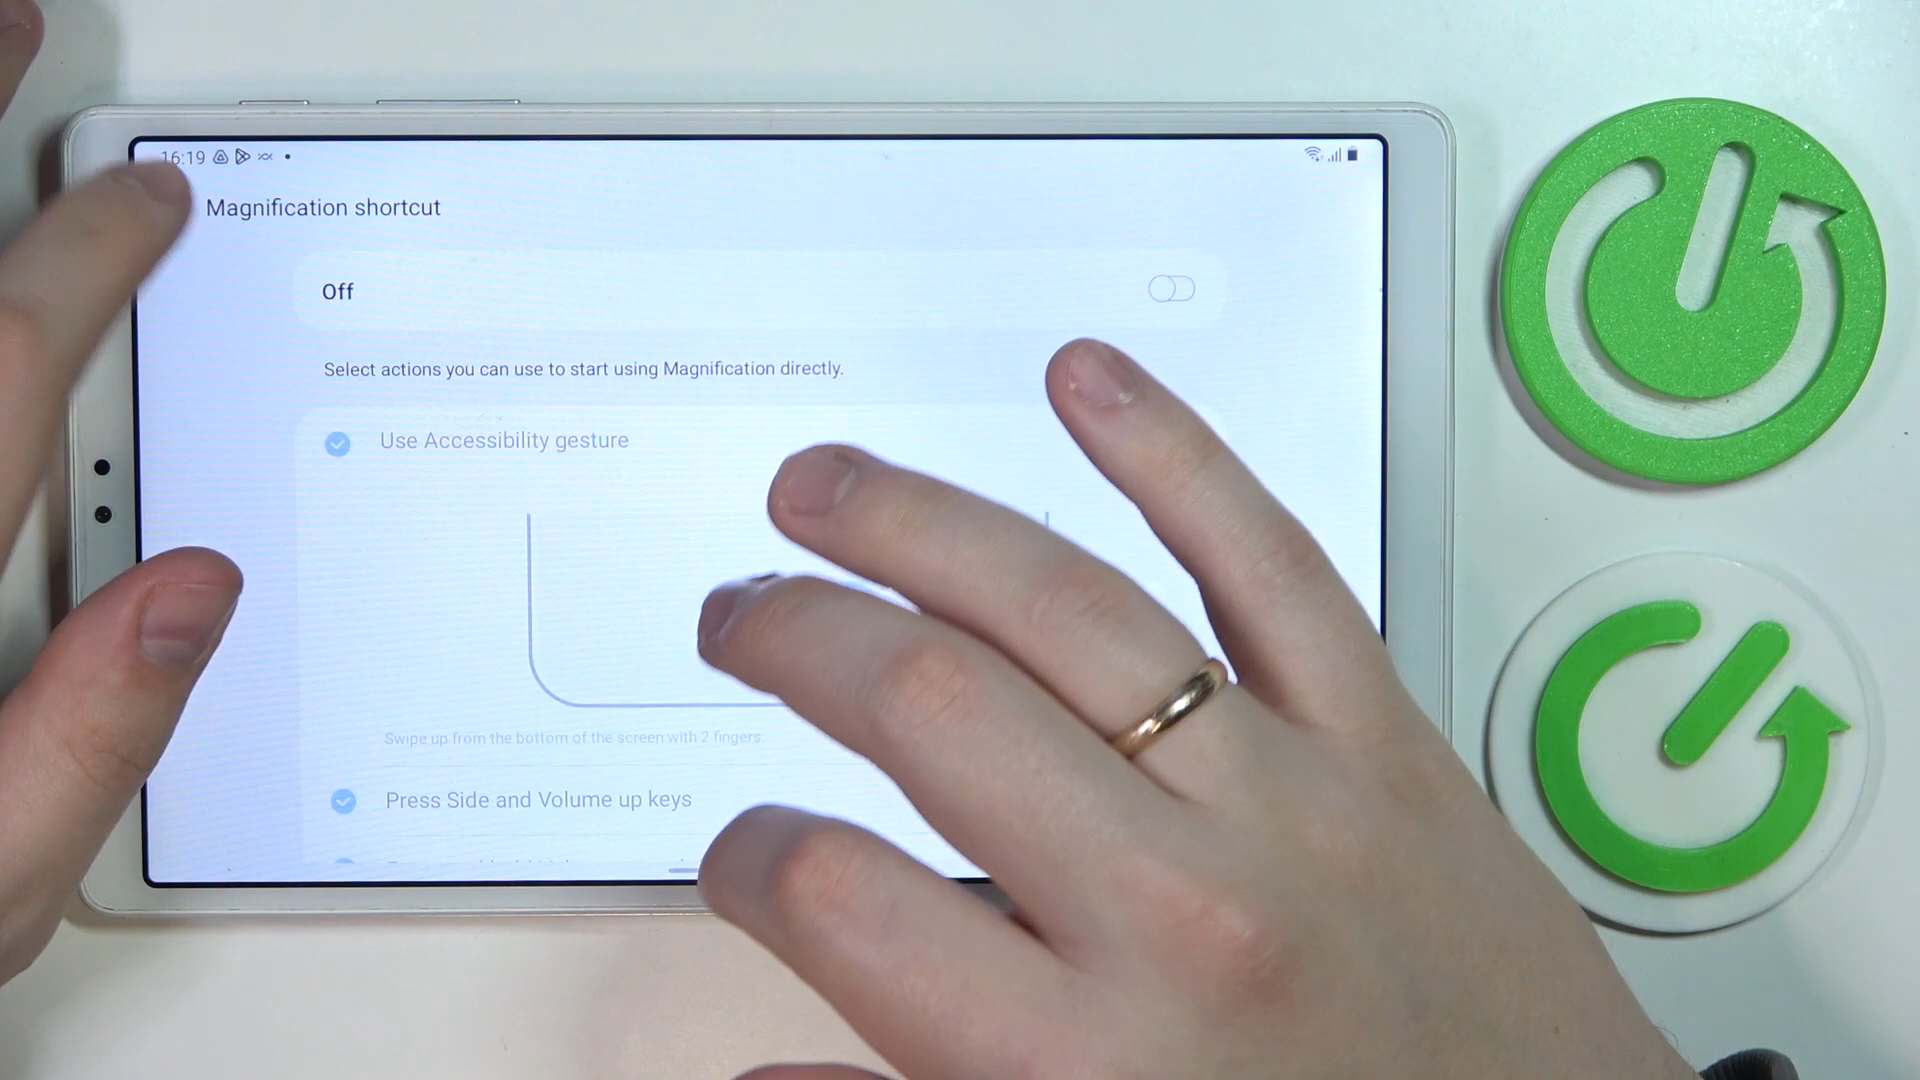 16:19
Magnification shortcut
Off
Select actions you can use to start using Magnification directly.
Use Accessibility gesture
Swipe up from the bottom of the screen with 2 fingers.
Press Side and Volume up keys